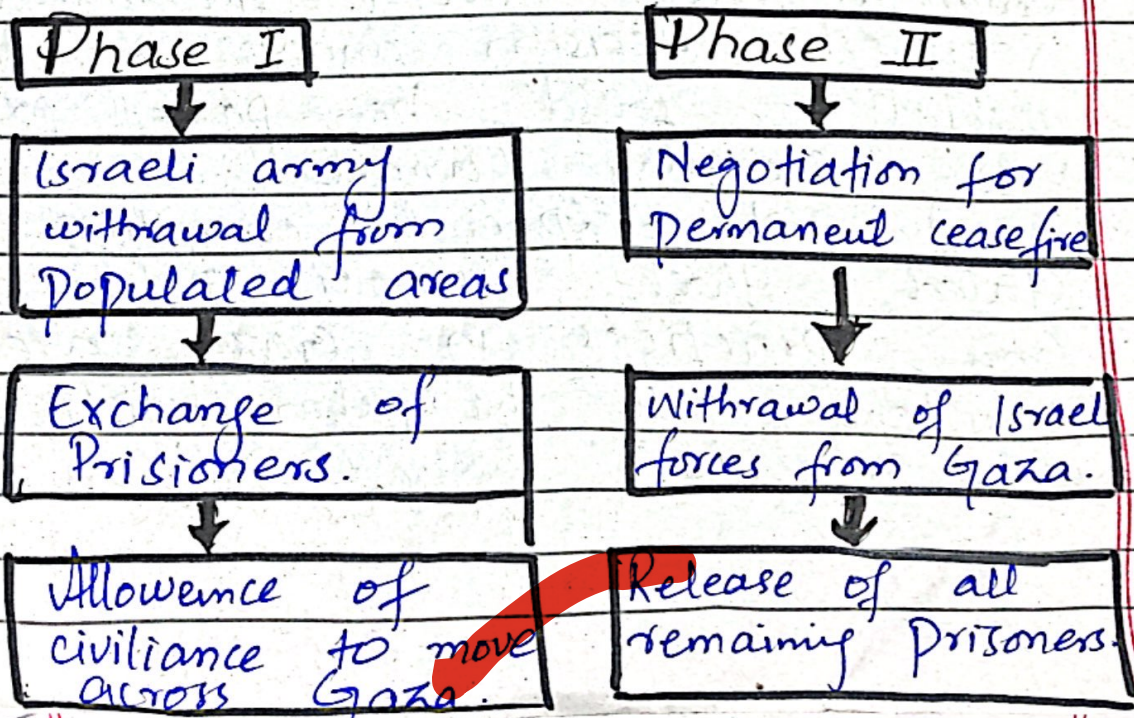 Phase I
Israeli army
withrawal from
populated areas
Exchange of
Prisioners.
Allowemce of
civiliance to move
across Gaza.
Phase II
Negotiation for
Permanent ceasefire
Withrawal of Israel
forces from Gaza.
Release of all
remaining Prisoners.